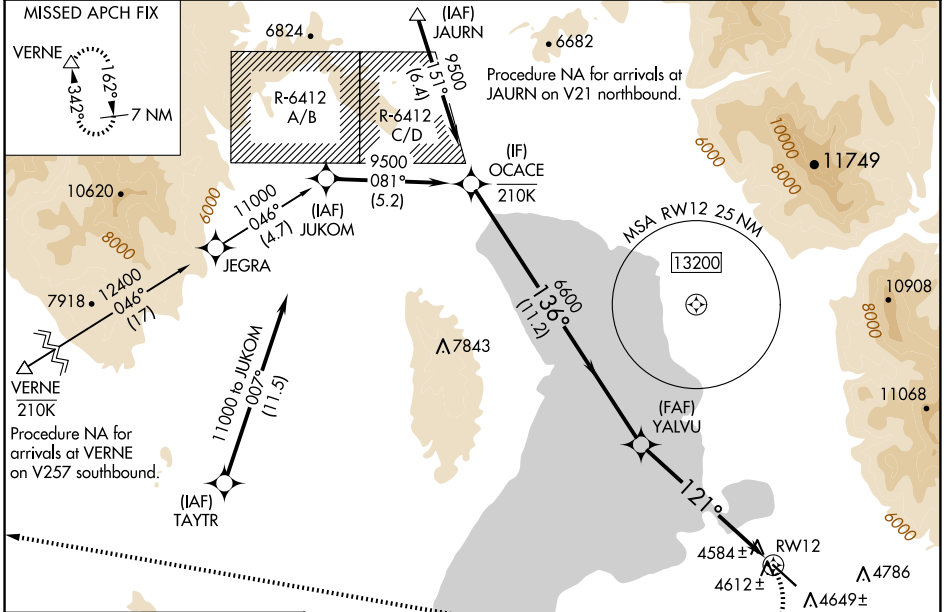 MISSED APCH FIX
VERNE
162°
342°
7 NM
6824
(IAF)
JAURN
6682
9500
151°
(6.4)
Procedure NA for arrivals at
JAURN on V21 northbound.
R-6412
A/B
R-6412
C/D
6000
10000
8000
11749
10620
8000
6000
11000
046°
(4.7)
(IAF)
JUKOM
9500
081°
(5.2)
(IF)
OCACE
210K
MSA RW12 25 NM
13200
JEGRA
7918
12400
046°
(17)
VERNE
210K
Procedure NA for
arrivals at VERNE
on V257 southbound.
11000 to JUKOM
007°
(11.5)
(IAF)
TAYTR
7843
6600
136°
(11.2)
(FAF)
YALVU
10908
8000
11068
6000
121°
RW12
4584±
4612±
4786
4649±